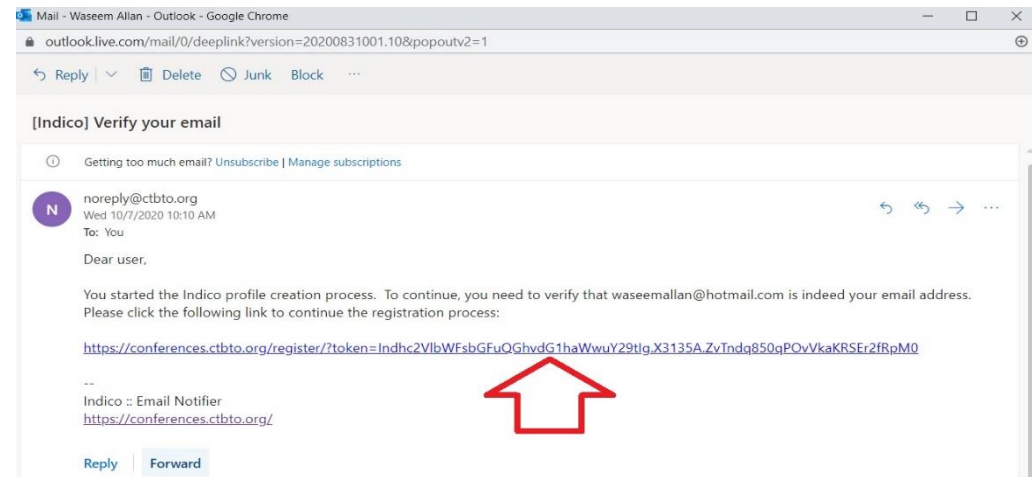 Mail - Waseem Allan - Outlook - Google Chrome
outlook.live.com/mail/0/deeplink?version=20200831001.10&popoutv2=1
Reply Delete Junk Block ...
[Indico] Verify your email
Getting too much email? Unsubscribe | Manage subscriptions
N
noreply@ctbto.org
Wed 10/7/2020 10:10 AM
To: You
Dear user,
You started the Indico profile creation process. To continue, you need to verify that waseemallan@hotmail.com is indeed your email address.
Please click the following link to continue the registration process:
https://conferences.ctbto.org/register/?token=Indhc2VlbWFsbGFuQGhvdG1haWwuY29tIg.X3135A.ZvTndq850qPOvVkaKRSEr2fRpM0
--
Indico :: Email Notifier
https://conferences.ctbto.org/
Reply Forward